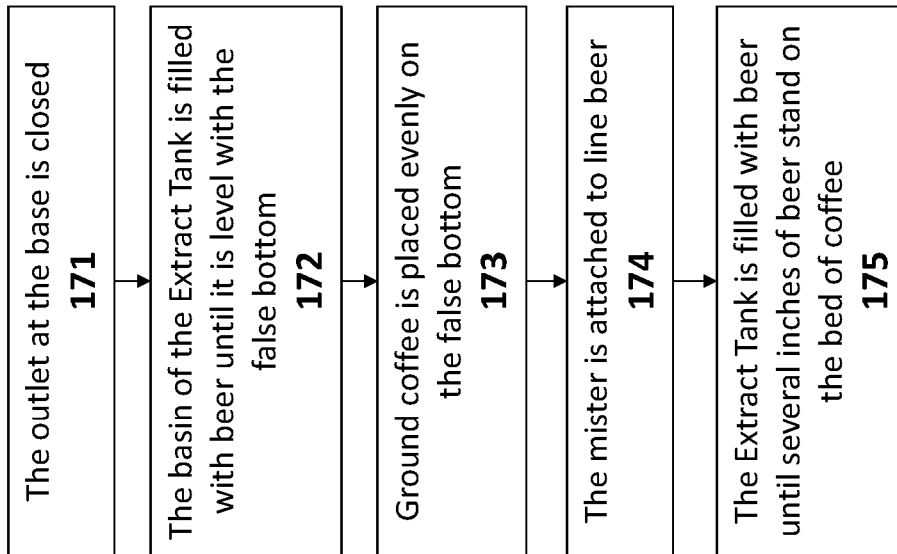 The outlet at the base is closed
171
The basin of the Extract Tank is filled
with beer until it is level with the
false bottom
172
Ground coffee is placed evenly on
the false bottom
173
The mister is attached to line beer
174
The Extract Tank is filled with beer
until several inches of beer stand on
the bed of coffee
175